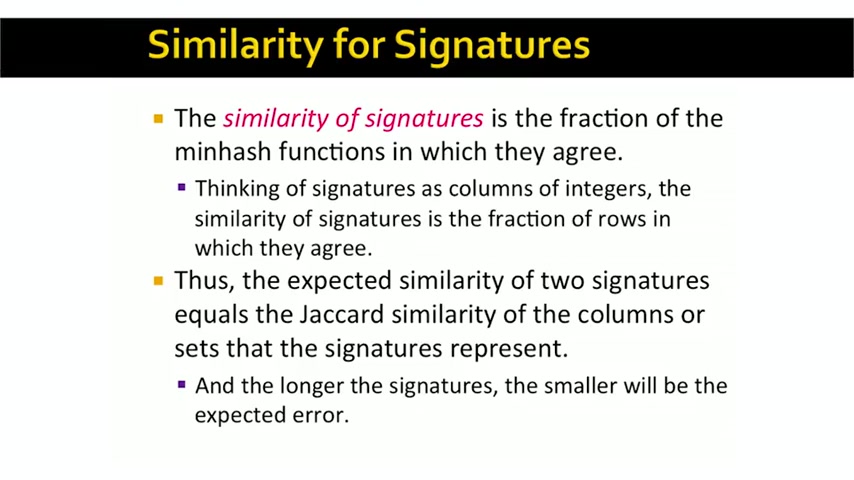 Similarity for Signatures
The similarity of signatures is the fraction of the
minhash functions in which they agree.
Thinking of signatures as columns of integers, the
similarity of signatures is the fraction of rows in
which they agree.
Thus, the expected similarity of two signatures
equals the Jaccard similarity of the columns or
sets that the signatures represent.
And the longer the signatures, the smaller will be the
expected error.